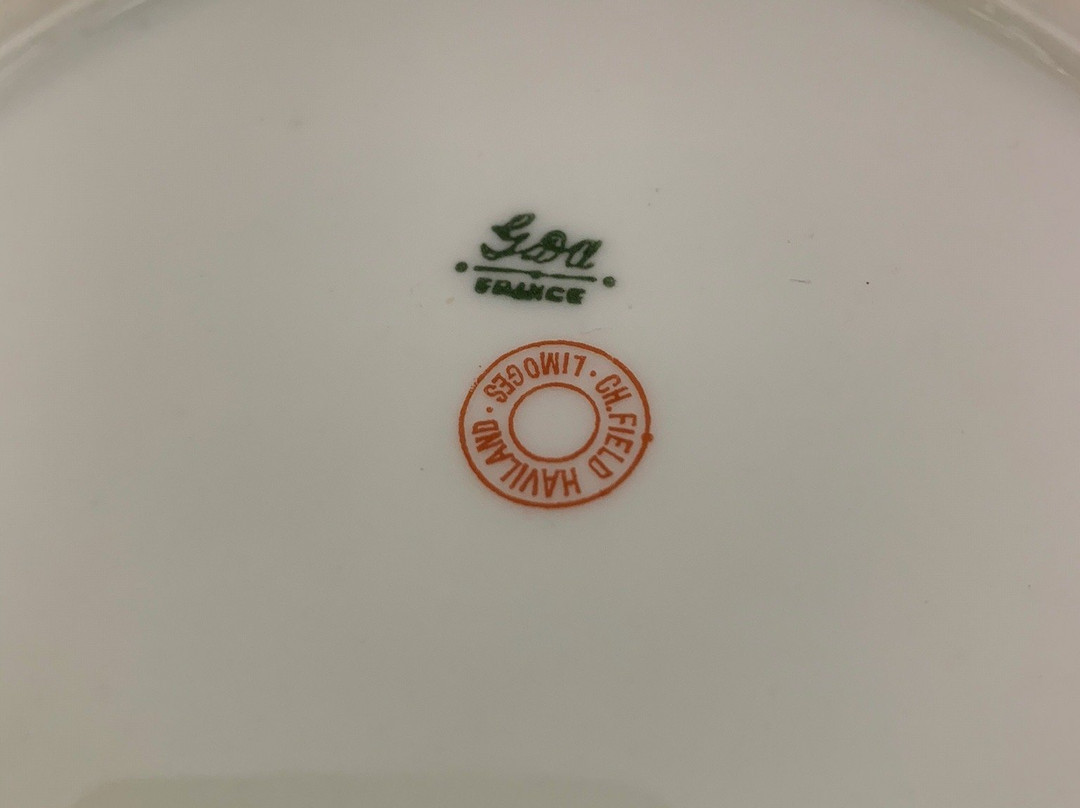 GDA
FRANCE
CH.FIELD HAVILAND · LIMOGES ·